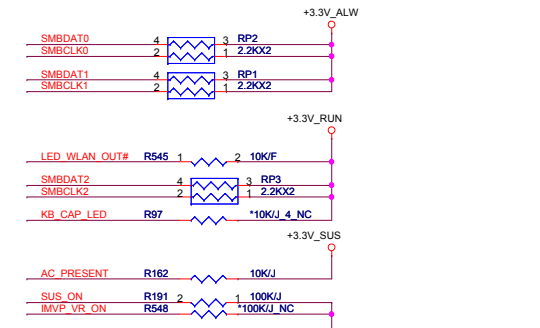 +3.3V_ALW
SMBDAT0 4 3 RP2
SMBCLK0 2 1 2.2KX2
SMBDAT1 4 3 RP1
SMBCLK1 2 1 2.2KX2
+3.3V_RUN
LED_WLAN_OUT# R545 1 2 10K/F
SMBDAT2 4 3 RP3
SMBCLK2 2 1 2.2KX2
KB_CAP_LED R97 *10K/J_4_NC
+3.3V_SUS
AC_PRESENT R162 10K/J
SUS_ON R191 2 1 100K/J
IMVP_VR_ON R548 *100K/J_NC